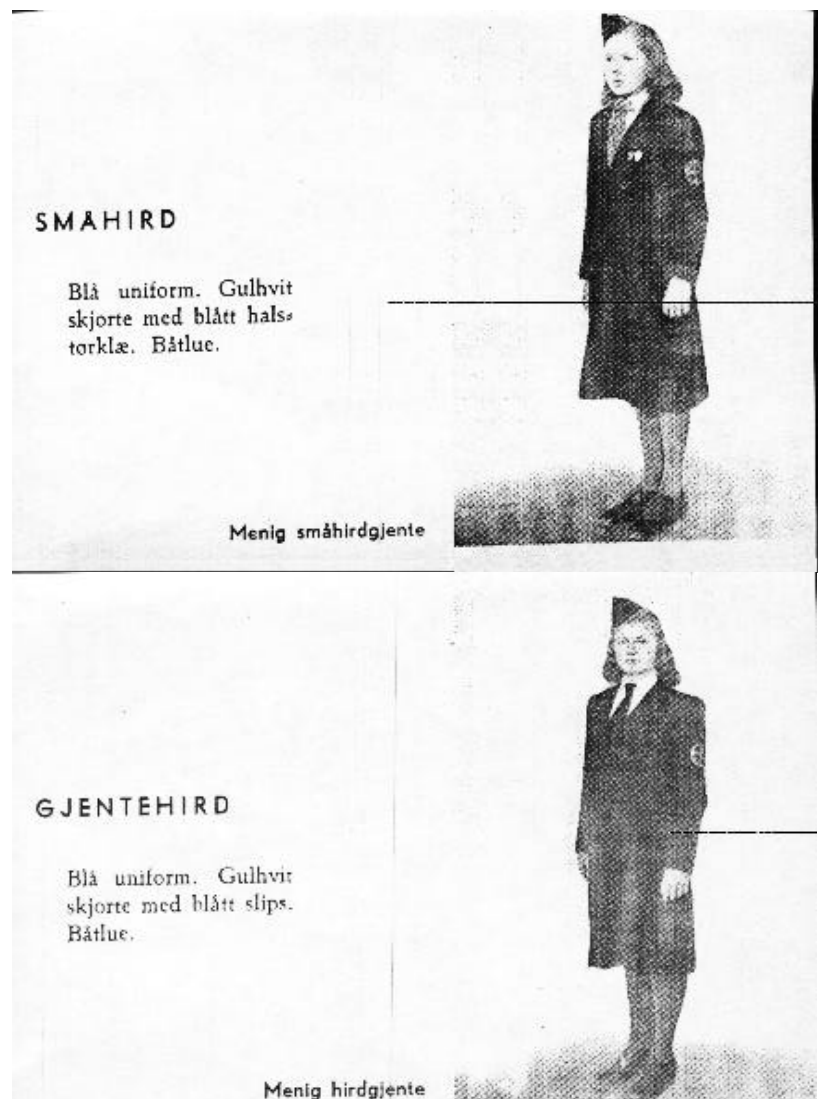 SMÅHIRD
Blå uniform. Gulhvit
skjorte med blått hals-
tørklæ. Båtlue.
Menig småhirdgjente
GJENTEHIRD
Blå uniform. Gulhvit
skjorte med blått slips.
Båtlue.
Menig hirdgjente